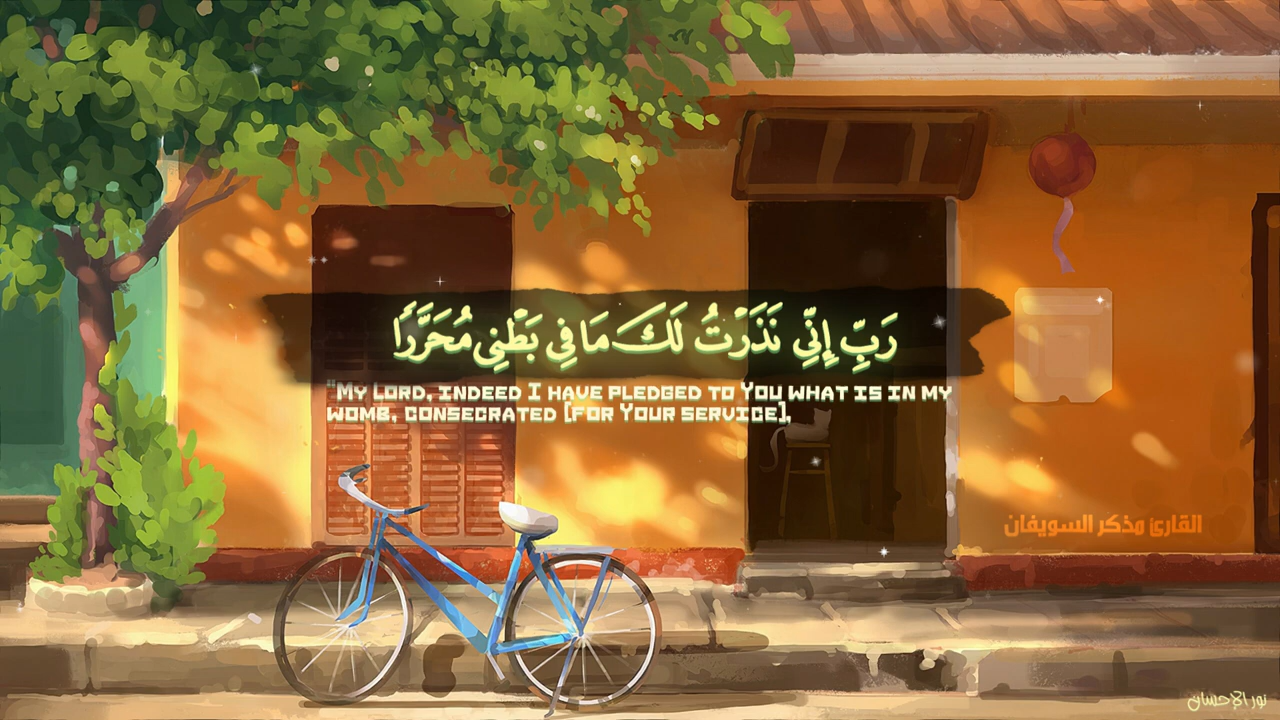 رَبِّ إِنِّي نَذَرْتُ لَكَ مَا فِي بَطْنِي مُحَرَّرًا
"My Lord, indeed I have pledged to You what is in my
womb, consecrated [for Your service],
القارئ مذكر السويفان
نور الإحسان